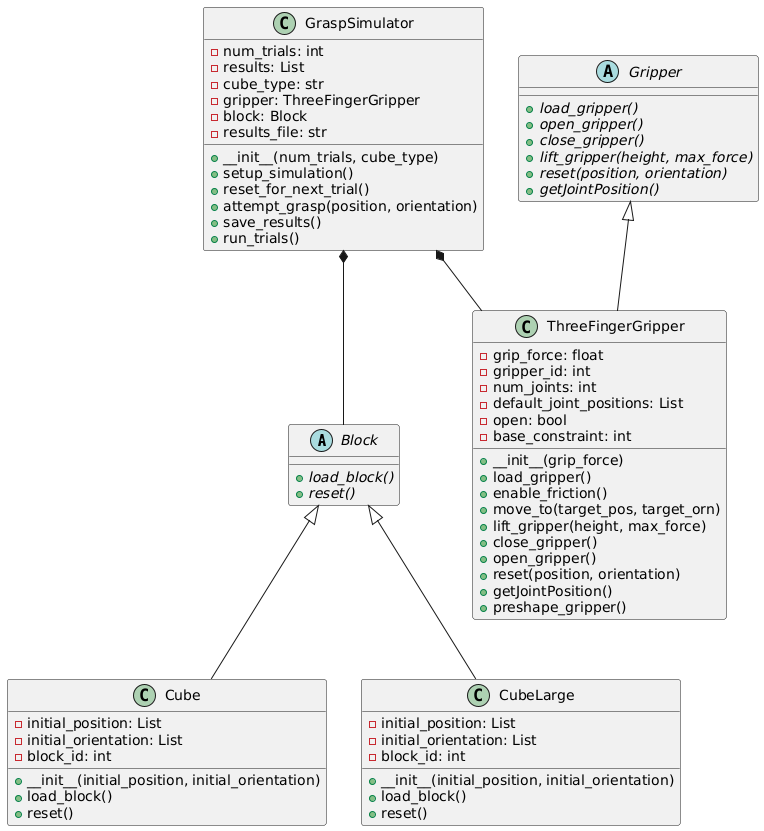 C GraspSimulator
num_trials: int
results: List
cube_type: str
gripper: ThreeFingerGripper
block: Block
results_file: str
__init__(num_trials, cube_type)
setup_simulation()
reset_for_next_trial()
attempt_grasp(position, orientation)
save_results()
run_trials()
A Gripper
load_gripper()
open_gripper()
close_gripper()
lift_gripper(height, max_force)
reset(position, orientation)
getJointPosition()
C ThreeFingerGripper
grip_force: float
gripper_id: int
num_joints: int
default_joint_positions: List
open: bool
base_constraint: int
__init__(grip_force)
load_gripper()
enable_friction()
move_to(target_pos, target_orn)
lift_gripper(height, max_force)
close_gripper()
open_gripper()
reset(position, orientation)
getJointPosition()
preshape_gripper()
A Block
load_block()
reset()
C Cube
initial_position: List
initial_orientation: List
block_id: int
__init__(initial_position, initial_orientation)
load_block()
reset()
C CubeLarge
initial_position: List
initial_orientation: List
block_id: int
__init__(initial_position, initial_orientation)
load_block()
reset()